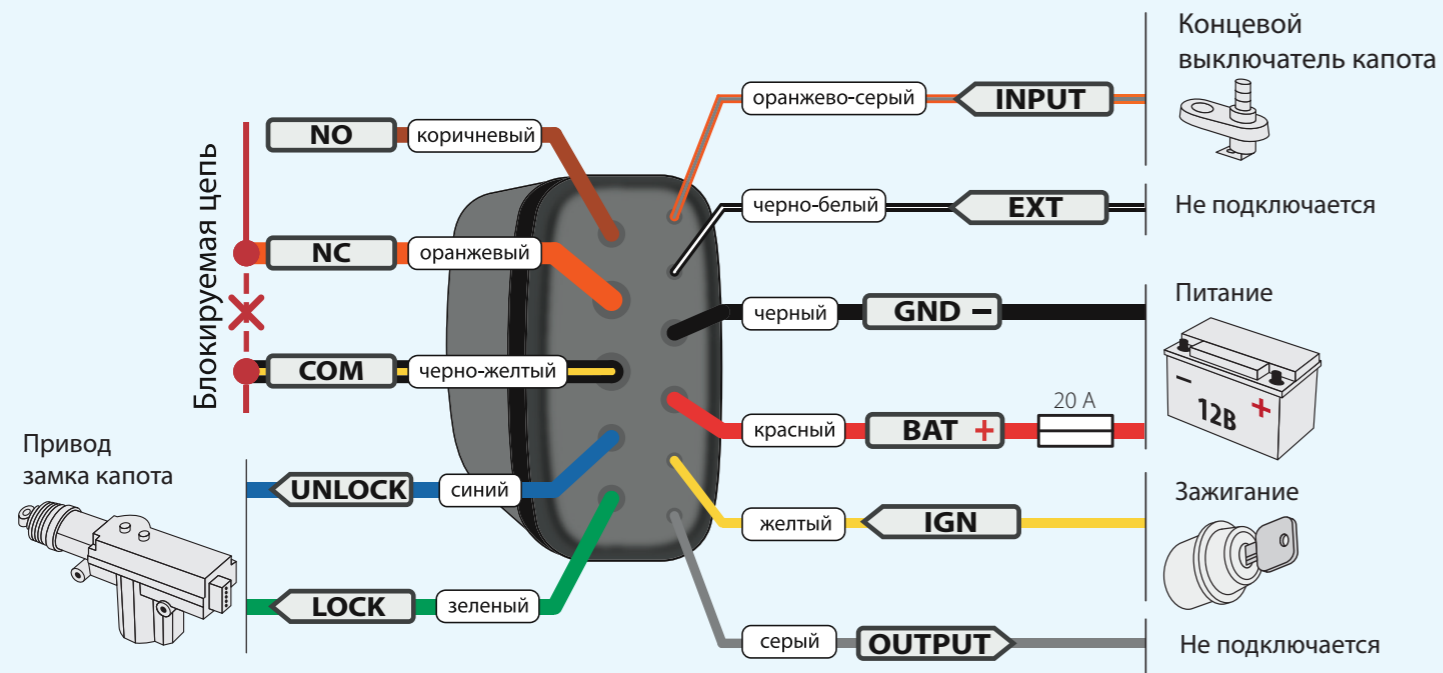 Концевой
выключатель капота
оранжево-серый
INPUT
NO
коричневый
Блокируемая цепь
черно-белый
EXT
Не подключается
NC
оранжевый
Питание
черный
GND −
− 12В +
COM
черно-желтый
20 А
красный
BAT +
Привод
замка капота
UNLOCK
синий
Зажигание
желтый
IGN
LOCK
зеленый
серый
OUTPUT
Не подключается